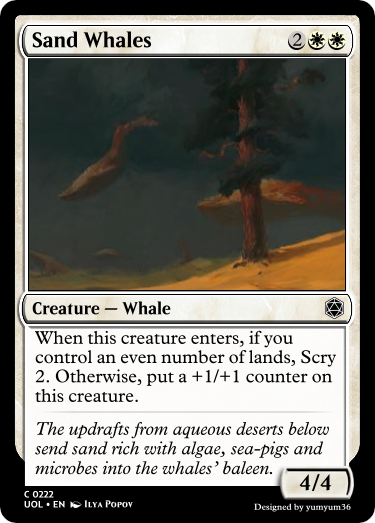 Sand Whales 2
Creature — Whale
When this creature enters, if you
control an even number of lands, Scry
2. Otherwise, put a +1/+1 counter on
this creature.
The updrafts from aqueous deserts below
send sand rich with algae, sea-pigs and
microbes into the whales' baleen.
4/4
C 0222
UOL • EN Ilya Popov
Designed by yumyum36